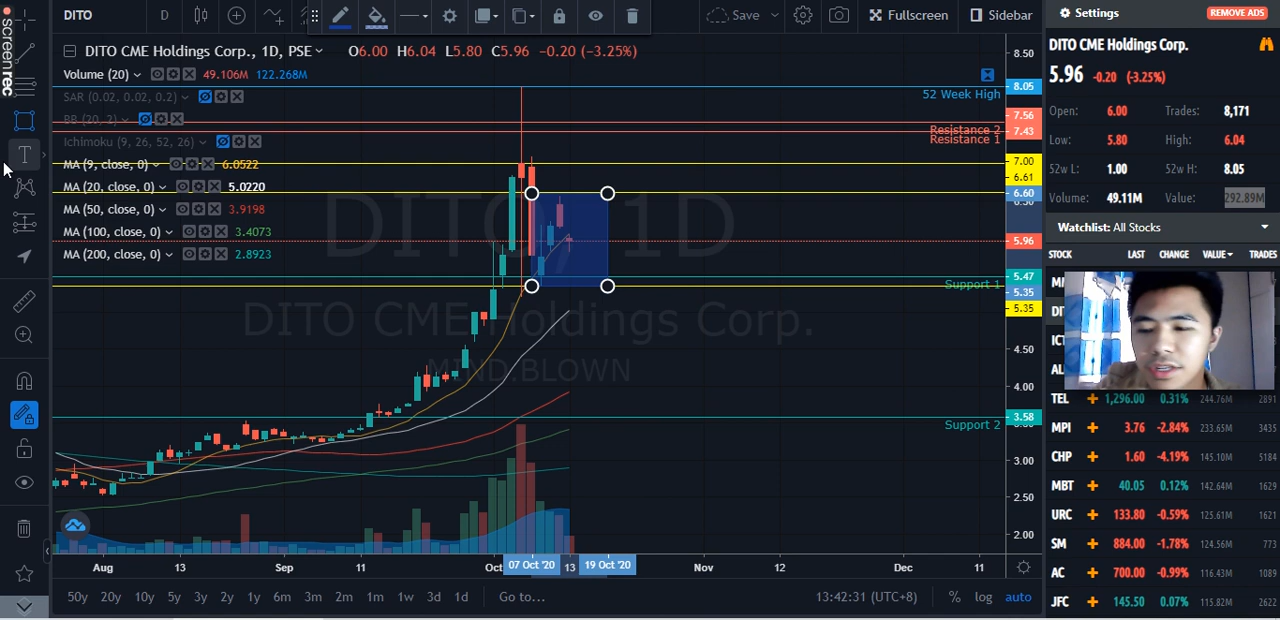 screenrec
DITO
D
Save
Fullscreen
Sidebar
DITO CME Holdings Corp., 1D, PSE
O6.00 H6.04 L5.80 C5.96 -0.20 (-3.25%)
Volume (20) 49.106M 122.268M
SAR (0.02, 0.02, 0.2)
BB (20, 2)
Ichimoku (9, 26, 52, 26)
MA (9, close, 0) 6.0522
MA (20, close, 0) 5.0220
MA (50, close, 0) 3.9198
MA (100, close, 0) 3.4073
MA (200, close, 0) 2.8923
DITO, 1D
DITO CME Holdings Corp.
MIND.BLOWN
52 Week High
Resistance 2
Resistance 1
Support 1
Support 2
8.50
8.05
7.56
7.43
7.00
6.61
6.60
6.50
5.96
5.47
5.35
5.35
4.50
4.00
3.58
3.00
2.50
2.00
Aug 13 Sep 11 Oct 07 Oct '20 13 19 Oct '20 Nov 12 Dec 11
50y 20y 10y 5y 3y 2y 1y 6m 3m 2m 1m 1w 3d 1d Go to...
13:42:31 (UTC+8) % log auto
Settings
REMOVE ADS
DITO CME Holdings Corp.
5.96 -0.20 (-3.25%)
Open: 6.00 Trades: 8,171
Low: 5.80 High: 6.04
52w L: 1.00 52w H: 8.05
Volume: 49.11M Value: 292.89M
Watchlist: All Stocks
STOCK LAST CHANGE VALUE TRADES
TEL 1,296.00 0.31% 244.76M 2891
MPI 3.76 -2.84% 233.65M 3435
CHP 1.60 -4.19% 145.10M 5184
MBT 40.05 0.12% 142.64M 1629
URC 133.80 -0.59% 125.61M 1621
SM 884.00 -1.78% 124.56M 773
AC 700.00 -0.99% 116.43M 1089
JFC 145.50 0.07% 115.82M 2622